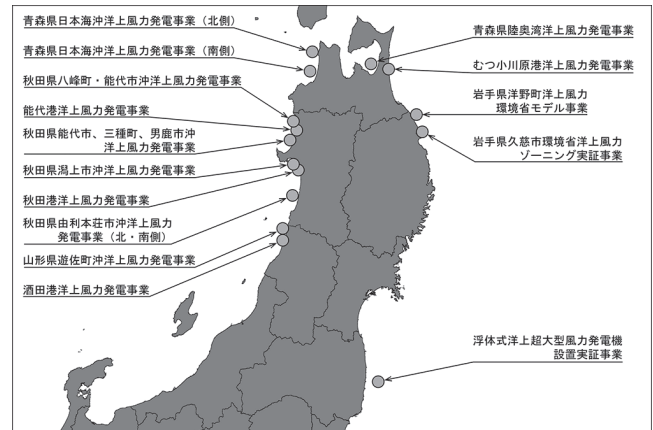 青森県日本海沖洋上風力発電事業（北側）
青森県日本海沖洋上風力発電事業（南側）
秋田県八峰町・能代市沖洋上風力発電事業
能代港洋上風力発電事業
秋田県能代市、三種町、男鹿市沖
洋上風力発電事業
秋田県潟上市沖洋上風力発電事業
秋田港洋上風力発電事業
秋田県由利本荘市沖洋上風力
発電事業（北・南側）
山形県遊佐町沖洋上風力発電事業
酒田港洋上風力発電事業
青森県陸奥湾洋上風力発電事業
むつ小川原港洋上風力発電事業
岩手県洋野町洋上風力
環境省モデル事業
岩手県久慈市環境省洋上風力
ゾーニング実証事業
浮体式洋上超大型風力発電機
設置実証事業